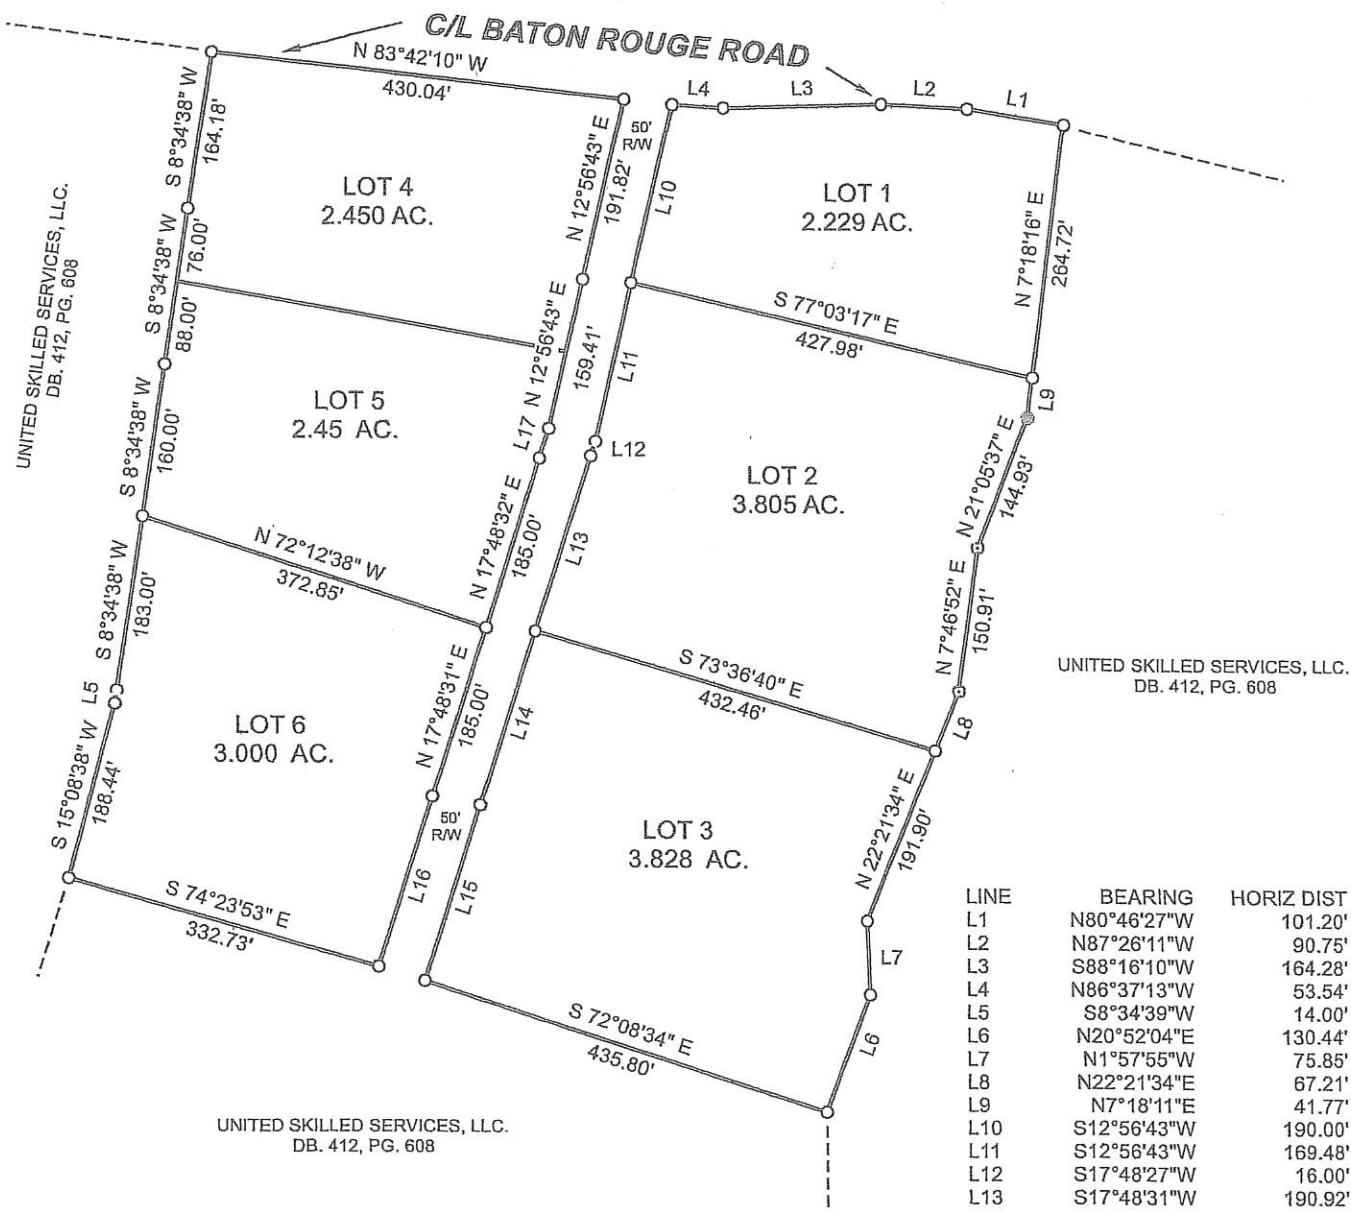 C/L BATON ROUGE ROAD
N 83°42'10" W
430.04'
L4
L3
L2
L1
S 8°34'38" W
164.18'
N 12°56'43" E
191.82'
50'
R/W
L10
LOT 4
2.450 AC.
LOT 1
2.229 AC.
N 7°18'16" E
264.72'
UNITED SKILLED SERVICES, LLC.
DB. 412, PG. 608
S 8°34'38" W
76.00'
88.00'
S 77°03'17" E
427.98'
N 12°56'43" E
159.41'
L11
L9
LOT 5
2.45 AC.
S 8°34'38" W
160.00'
L17
L12
LOT 2
3.805 AC.
N 21°05'37" E
144.93'
N 72°12'38" W
372.85'
N 17°48'32" E
185.00'
L13
S 8°34'38" W
183.00'
N 7°46'52" E
150.91'
S 73°36'40" E
432.46'
UNITED SKILLED SERVICES, LLC.
DB. 412, PG. 608
L5
N 17°48'31" E
185.00'
L14
L8
LOT 6
3.000 AC.
S 15°08'38" W
188.44'
50'
R/W
LOT 3
3.828 AC.
N 22°21'34" E
191.90'
S 74°23'53" E
332.73'
L16
L15
L7
S 72°08'34" E
435.80'
L6
UNITED SKILLED SERVICES, LLC.
DB. 412, PG. 608
LINE BEARING HORIZ DIST
L1 N80°46'27"W 101.20'
L2 N87°26'11"W 90.75'
L3 S88°16'10"W 164.28'
L4 N86°37'13"W 53.54'
L5 S8°34'39"W 14.00'
L6 N20°52'04"E 130.44'
L7 N1°57'55"W 75.85'
L8 N22°21'34"E 67.21'
L9 N7°18'11"E 41.77'
L10 S12°56'43"W 190.00'
L11 S12°56'43"W 169.48'
L12 S17°48'27"W 16.00'
L13 S17°48'31"W 190.92'